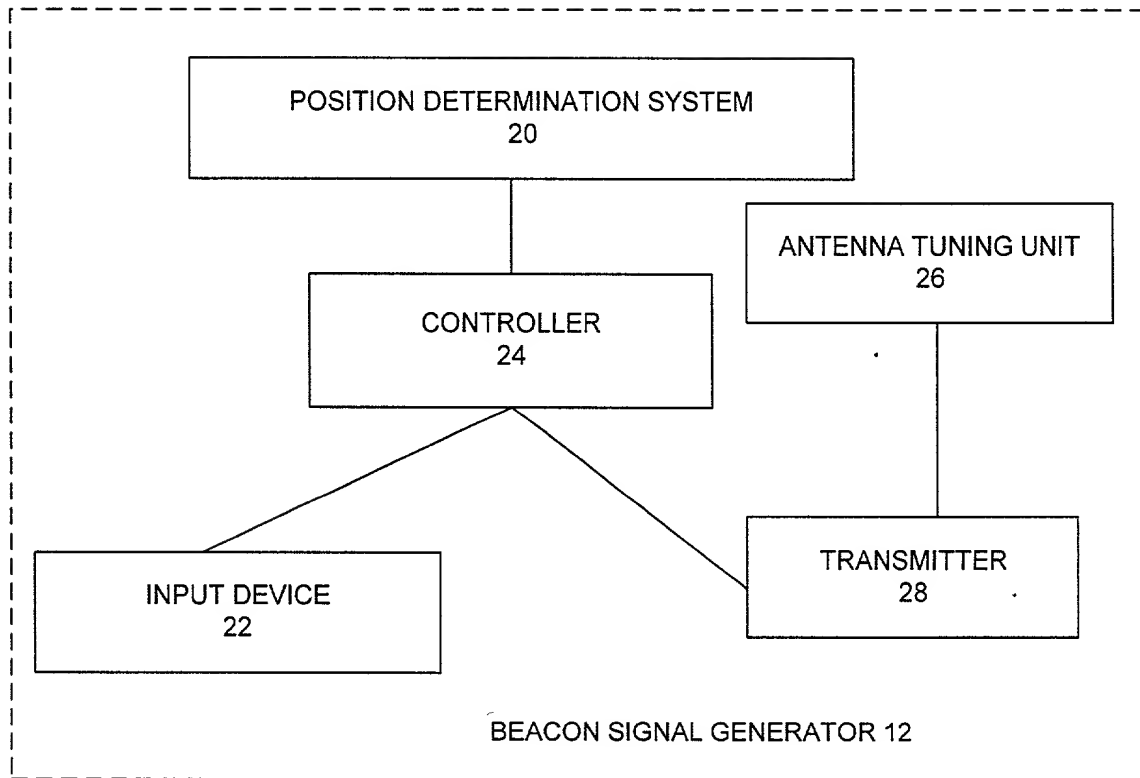 POSITION DETERMINATION SYSTEM
20
ANTENNA TUNING UNIT
26
CONTROLLER
24
TRANSMITTER
28
INPUT DEVICE
22
BEACON SIGNAL GENERATOR 12